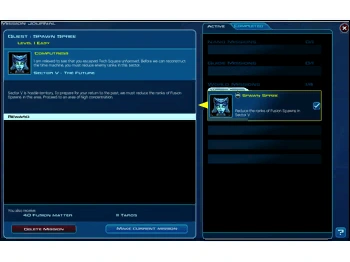 Mission Journal
Quest : Spawn Spree
Level 1 Easy
Computress
I am relieved to see that you escaped Tech Square unharmed. Before we can reconstruct
the time machine, you must reduce enemy ranks in this sector.
Sector V - The Future
Sector V is hostile territory. To prepare for your return to the past, we must reduce the ranks of Fusion
Spawns in this area. Proceed to an area of high concentration.
Reward
You also receive:
40 Fusion Matter
11 Taros
Delete Mission
Make Current Mission
Active
Completed
Current Mission
Spawn Spree
Reduce the ranks of Fusion Spawns in
Sector V.
?